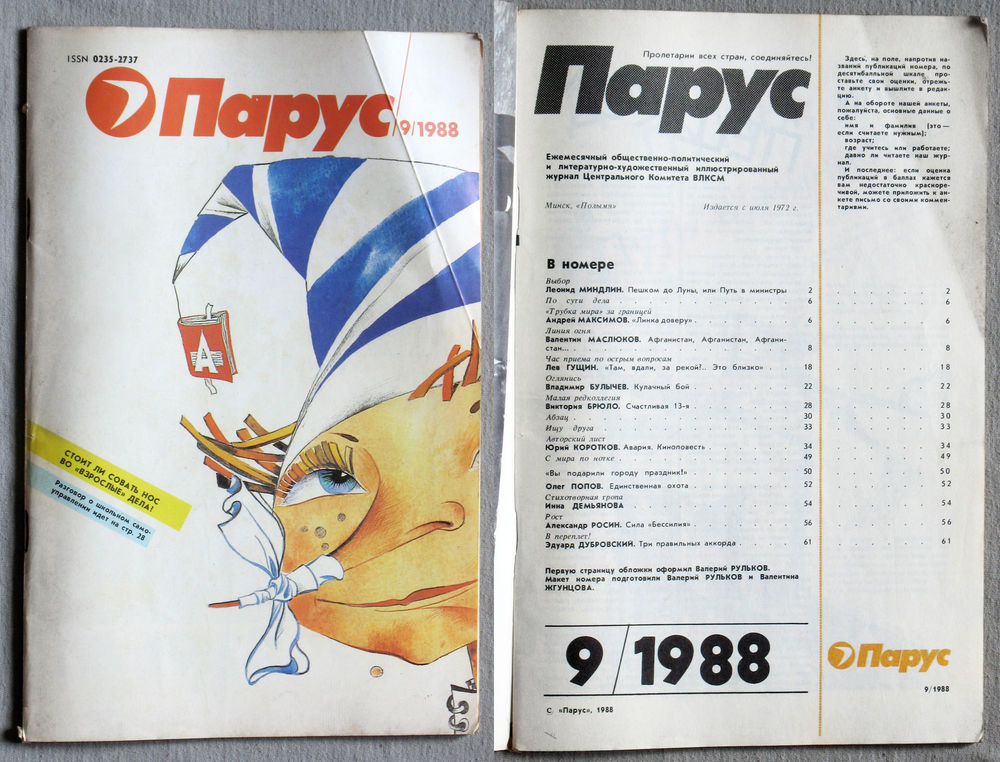 ISSN 0235-2737
Парус
/9/1988
А
СТОИТ ЛИ СОВАТЬ НОС
ВО «ВЗРОСЛЫЕ» ДЕЛА!
Разговор о школьном само-
управлении идет на стр. 28
Пролетарии всех стран, соединяйтесь!
Парус
Ежемесячный общественно-политический
и литературно-художественный иллюстрированный
журнал Центрального Комитета ВЛКСМ
Минск, «Полымя» Издается с июля 1972 г.
В номере
Выбор
Леонид МИНДЛИН. Пешком до Луны, или Путь в министры 2
По сути дела . . . 6
«Трубка мира» за границей
Андрей МАКСИМОВ. «Линка доверу» . . . 6
Линия огня
Валентин МАСЛЮКОВ. Афганистан, Афганистан, Афгани-
стан... . . . 8
Час приема по острым вопросам
Лев ГУЩИН. «Там, вдали, за рекой!.. Это близко» . . . 18
Оглянись
Владимир БУЛЫЧЕВ. Кулачный бой . . . 22
Малая редколлегия
Виктория БРЮЛО. Счастливая 13-я . . . 28
Абзац . . . 30
Ищу друга . . . 33
Авторский лист
Юрий КОРОТКОВ. Авария. Киноповесть . . . 34
С мира по нотке . . . 49
«Вы подарили городу праздник!» . . . 50
Олег ПОПОВ. Единственная охота . . . 52
Стихотворная тропа
Инна ДЕМЬЯНОВА . . . 54
Рост
Александр РОСИН. Сила «Бессилия» . . . 56
В переплет!
Эдуард ДУБРОВСКИЙ. Три правильных аккорда . . . 61
Первую страницу обложки оформил Валерий РУЛЬКОВ.
Макет номера подготовили Валерий РУЛЬКОВ и Валентина
ЖГУНЦОВА.
9/1988
С «Парус», 1988
Здесь, на поле, напротив на-
званий публикаций номера, по
десятибалльной шкале про-
ставьте свои оценки, отрежь-
те анкету и вышлите в редак-
цию.
А на обороте нашей анкеты,
пожалуйста, основные данные о
себе:
имя и фамилия (это —
если считаете нужным);
возраст;
где учитесь или работаете;
давно ли читаете наш жур-
нал.
И последнее: если оценка
публикаций в баллах кажется
вам недостаточно красноре-
чивой, можете приложить к ан-
кете письмо со своими коммен-
тариями.
2
6
6
8
18
22
28
30
33
34
49
50
52
54
56
61
Парус
9/1988